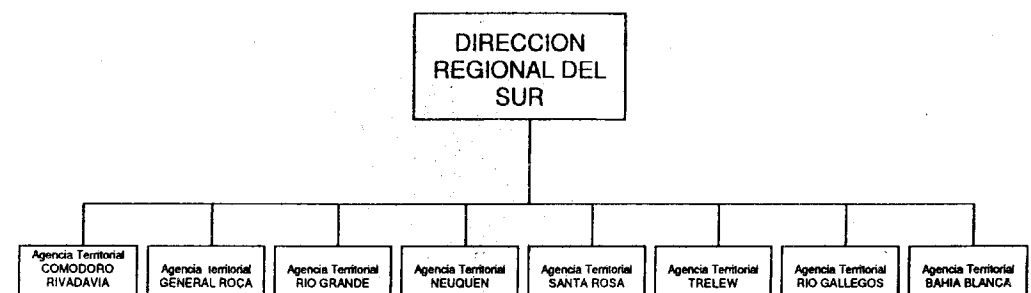 DIRECCION
REGIONAL DEL
SUR
Agencia Territorial
COMODORO
RIVADAVIA
Agencia territorial
GENERAL ROCA
Agencia Territorial
RIO GRANDE
Agencia Territorial
NEUQUEN
Agencia Territorial
SANTA ROSA
Agencia Territorial
TRELEW
Agencia Territorial
RIO GALLEGOS
Agencia Territorial
BAHIA BLANCA